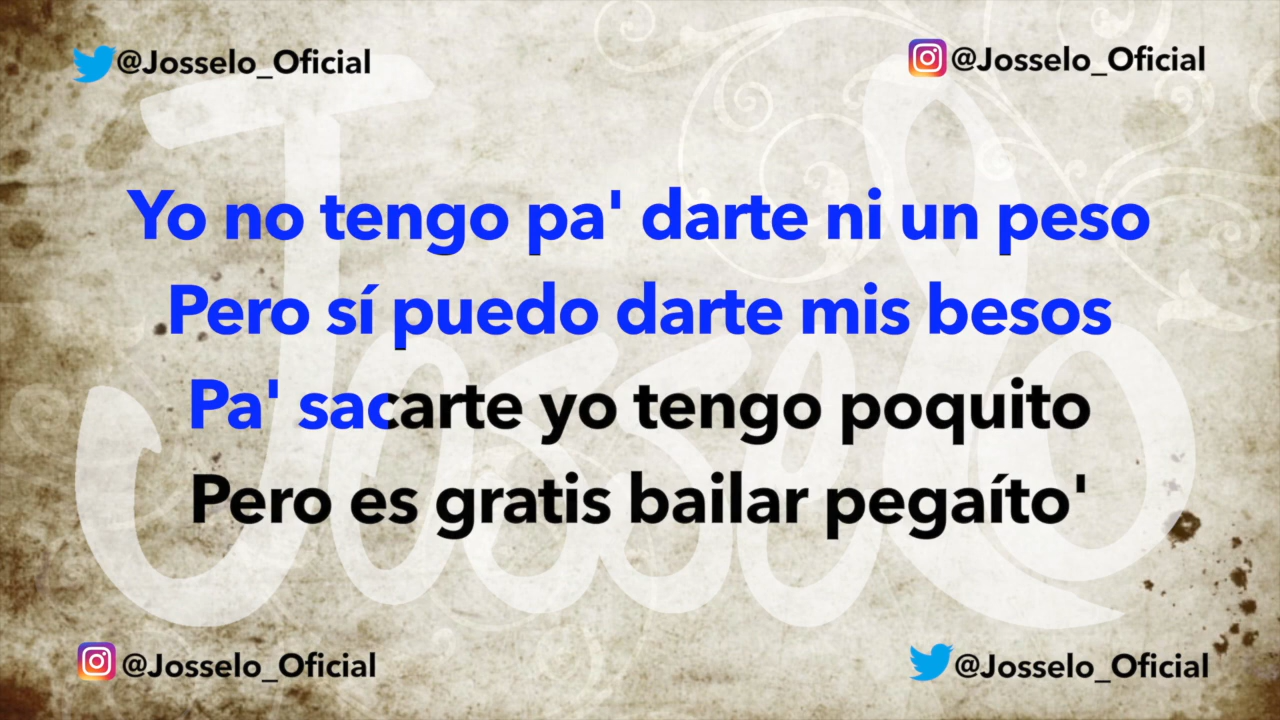 @Josselo_Oficial
@Josselo_Oficial
Yo no tengo pa' darte ni un peso
Pero sí puedo darte mis besos
Pa' sacarte yo tengo poquito
Pero es gratis bailar pegaíto'
Josselo
@Josselo_Oficial
@Josselo_Oficial